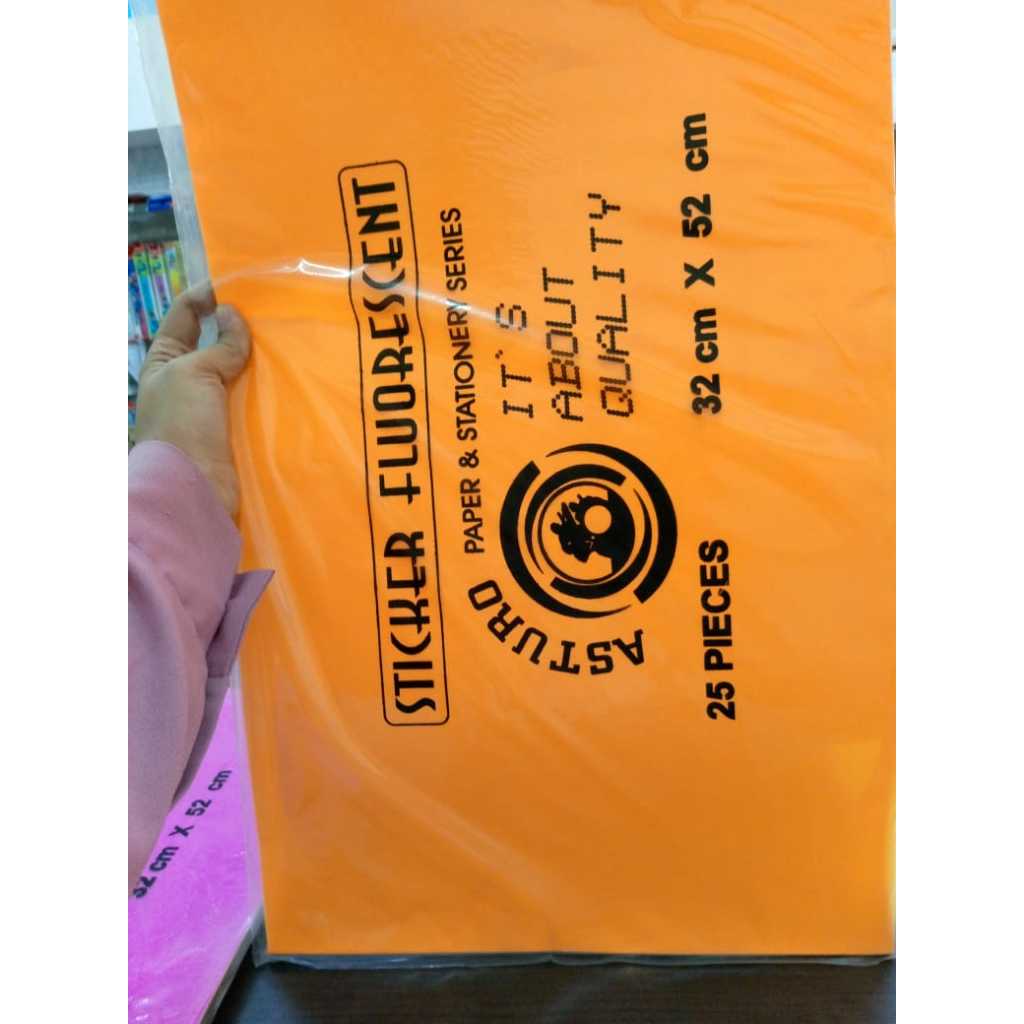 STICKER FLUORESCENT
PAPER & STATIONERY SERIES
ASTURO
IT'S
ABOUT
QUALITY
25 PIECES
32 cm X 52 cm
32 cm X 52 cm